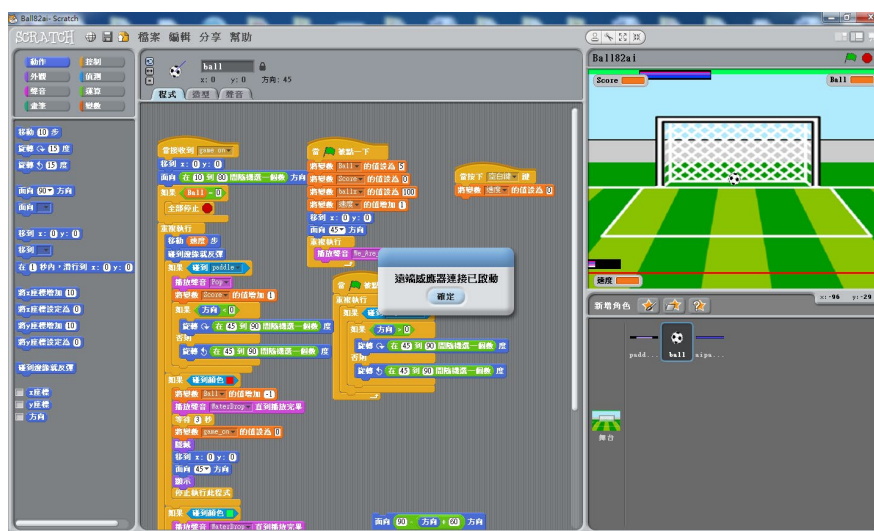 Ball82ai- Scratch
SCRATCH 檔案 編輯 分享 幫助
動作 控制
外觀 偵測
聲音 運算
畫筆 變數
移動 10 步
旋轉 15 度
旋轉 15 度
面向 90 方向
面向
移到 x: 0 y: 0
移到
在 1 秒內,滑行到 x: 0 y: 0
將x座標增加 10
將x座標設定為 0
將y座標增加 10
將y座標設定為 0
碰到邊緣就反彈
x座標
y座標
方向
ball
x: 0 y: 0 方向: 45
程式 造型 聲音
當接收到 game on
移到 x: 0 y: 0
面向 在 10 到 80 間隨機選一個數 方向
如果 Ball = 0
全部停止
重複執行
移動 速度 步
碰到邊緣就反彈
如果 碰到 paddle
播放聲音 Pop
將變數 Score 的值增加 1
如果 方向 < 0
旋轉 在 45 到 90 間隨機選一個數 度
否則
旋轉 在 45 到 90 間隨機選一個數 度
如果 碰到顏色
將變數 Ball 的值增加 -1
播放聲音 WaterDrop 直到播放完畢
等待 3 秒
將變數 game_on 的值設為 0
隱藏
移到 x: 0 y: 0
面向 45 方向
顯示
停止執行此程式
如果 碰到顏色
播放聲音 WaterDrop 直到播放完畢
當 被點一下
將變數 Ball 的值設為 5
將變數 Score 的值設為 0
將變數 balls 的值設為 100
將變數 速度 的值增加 1
移到 x: 0 y: 0
面向 45 方向
重複執行
播放聲音 We_Are_
當 被點
重複執行
如果 碰
如果 方向 > 0
旋轉 在 45 到 90 間隨機選一個數 度
否則
旋轉 在 45 到 90 間隨機選一個數 度
當按下 空白鍵 鍵
將變數 速度 的值設為 0
面向 90 - 方向 + 60 方向
遠端感應器連接已啟動
確定
Ball82ai
Score
Ball
速度
x: -96 y: -29
新增角色
padd... ball aipa...
舞台